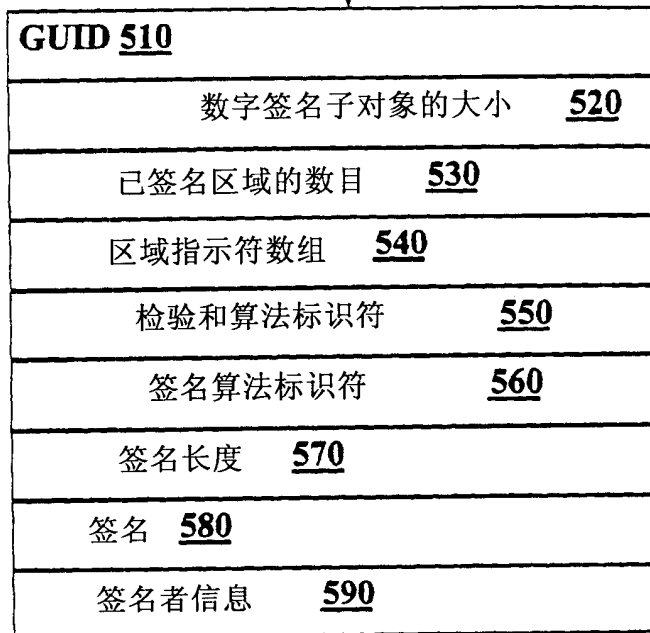 GUID 510
数字签名子对象的大小 520
已签名区域的数目 530
区域指示符数组 540
检验和算法标识符 550
签名算法标识符 560
签名长度 570
签名 580
签名者信息 590